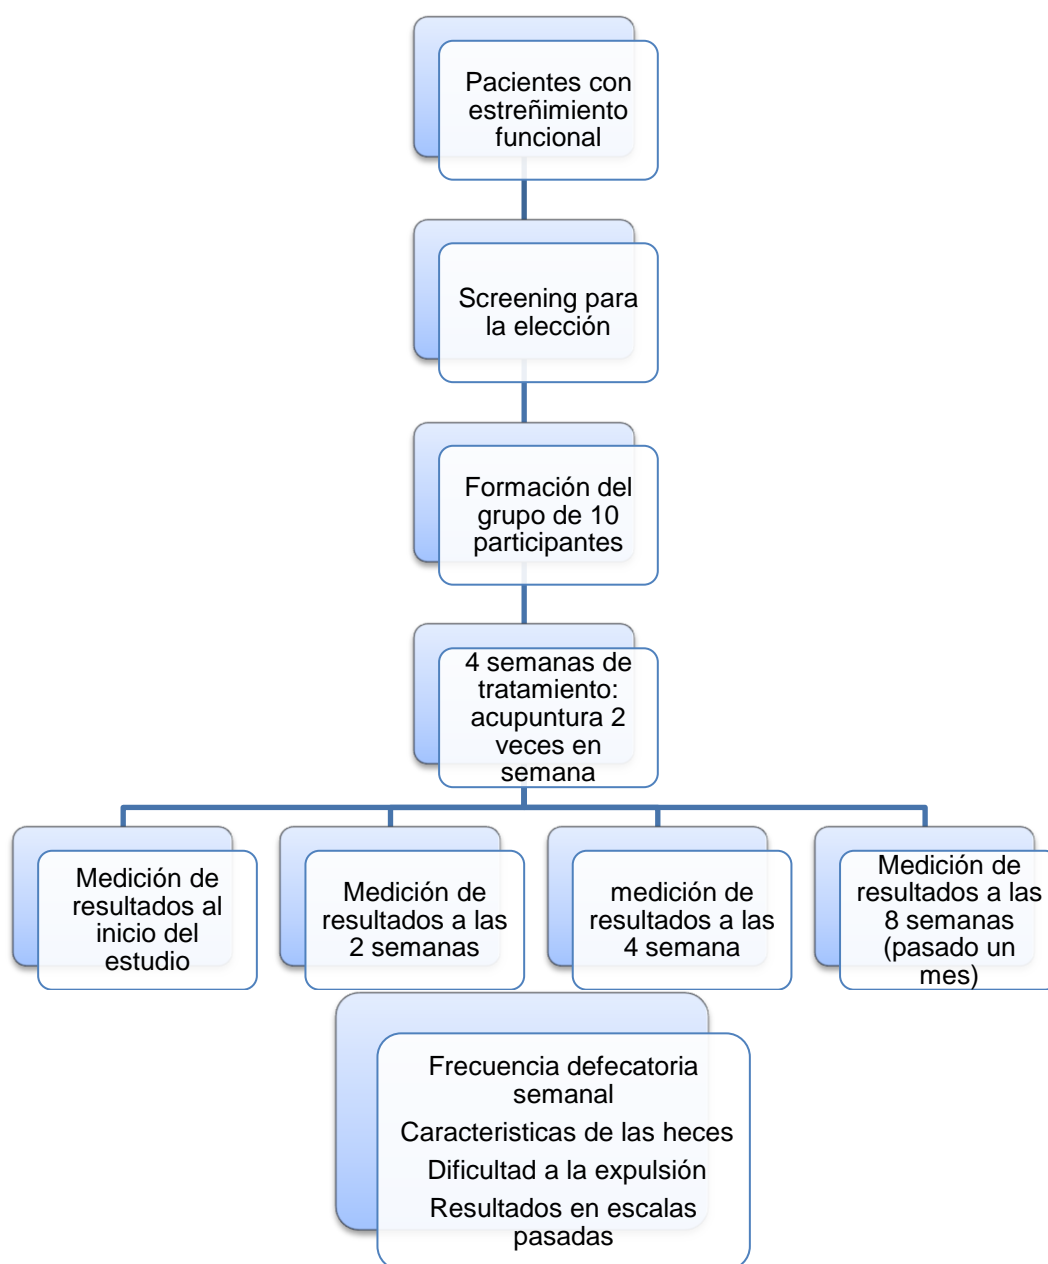 Pacientes con
estreñimiento
funcional
Screening para
la elección
Formación del
grupo de 10
participantes
4 semanas de
tratamiento:
acupuntura 2
veces en
semana
Medición de
resultados al
inicio del
estudio
Medición de
resultados a las
2 semanas
medición de
resultados a las
4 semana
Medición de
resultados a las
8 semanas
(pasado un
mes)
Frecuencia defecatoria
semanal
Caracteristicas de las heces
Dificultad a la expulsión
Resultados en escalas
pasadas